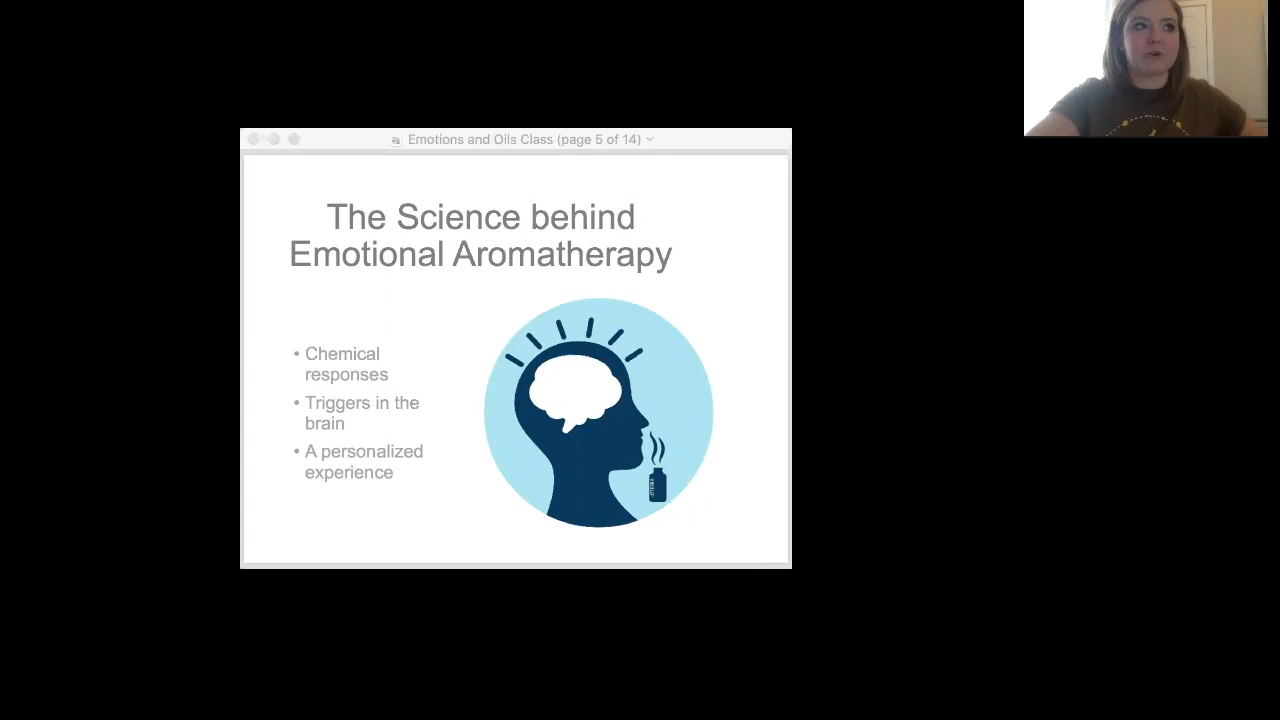 Emotions and Oils Class (page 5 of 14)
The Science behind
Emotional Aromatherapy
• Chemical
responses
• Triggers in the
brain
• A personalized
experience